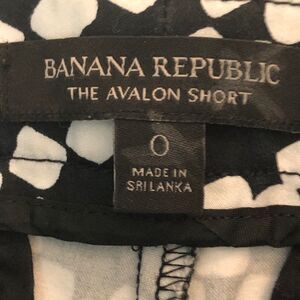 BANANA REPUBLIC
THE AVALON SHORT
0
MADE IN
SRI LANKA